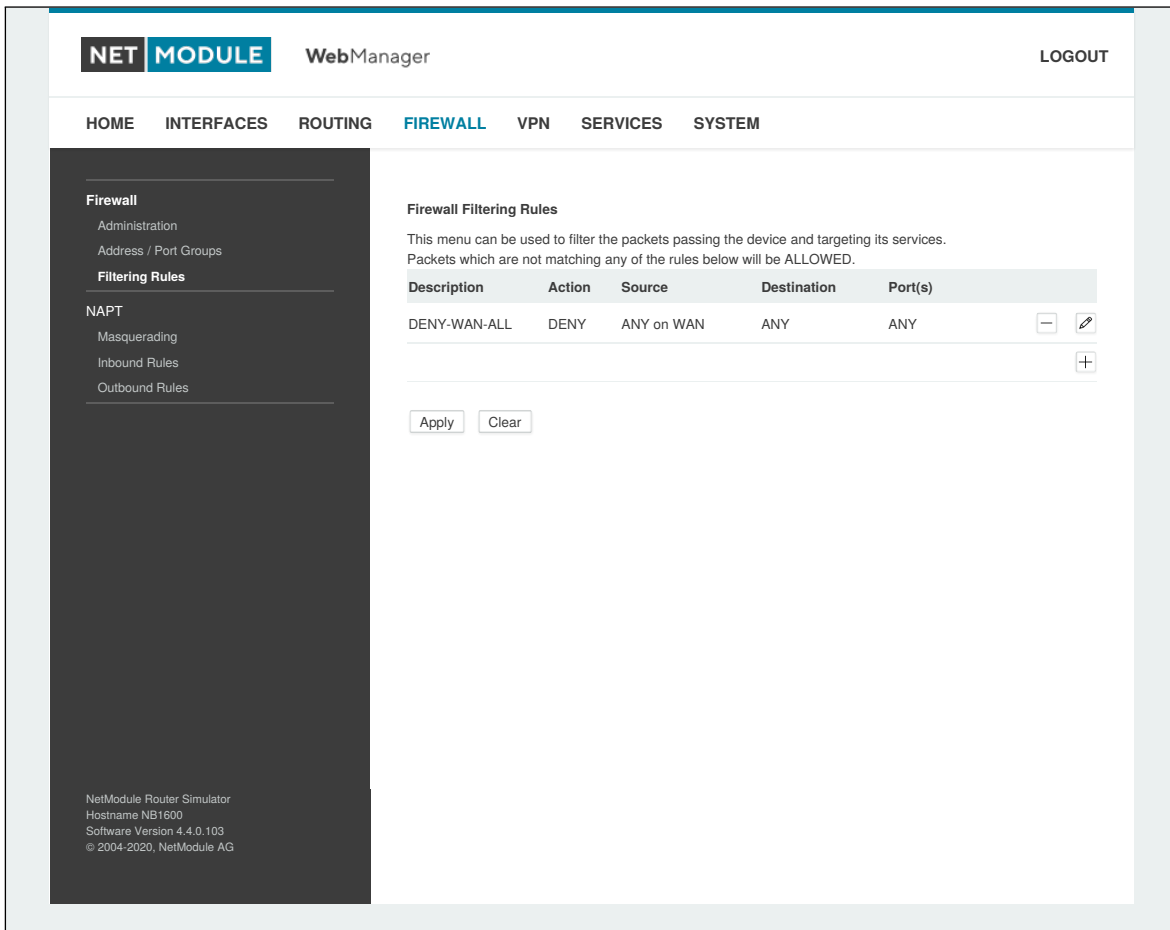 NET MODULE WebManager LOGOUT
HOME INTERFACES ROUTING FIREWALL VPN SERVICES SYSTEM
Firewall
Administration
Address / Port Groups
Filtering Rules
NAPT
Masquerading
Inbound Rules
Outbound Rules
Firewall Filtering Rules
This menu can be used to filter the packets passing the device and targeting its services.
Packets which are not matching any of the rules below will be ALLOWED.
Description Action Source Destination Port(s)
DENY-WAN-ALL DENY ANY on WAN ANY ANY
Apply Clear
NetModule Router Simulator
Hostname NB1600
Software Version 4.4.0.103
© 2004-2020, NetModule AG